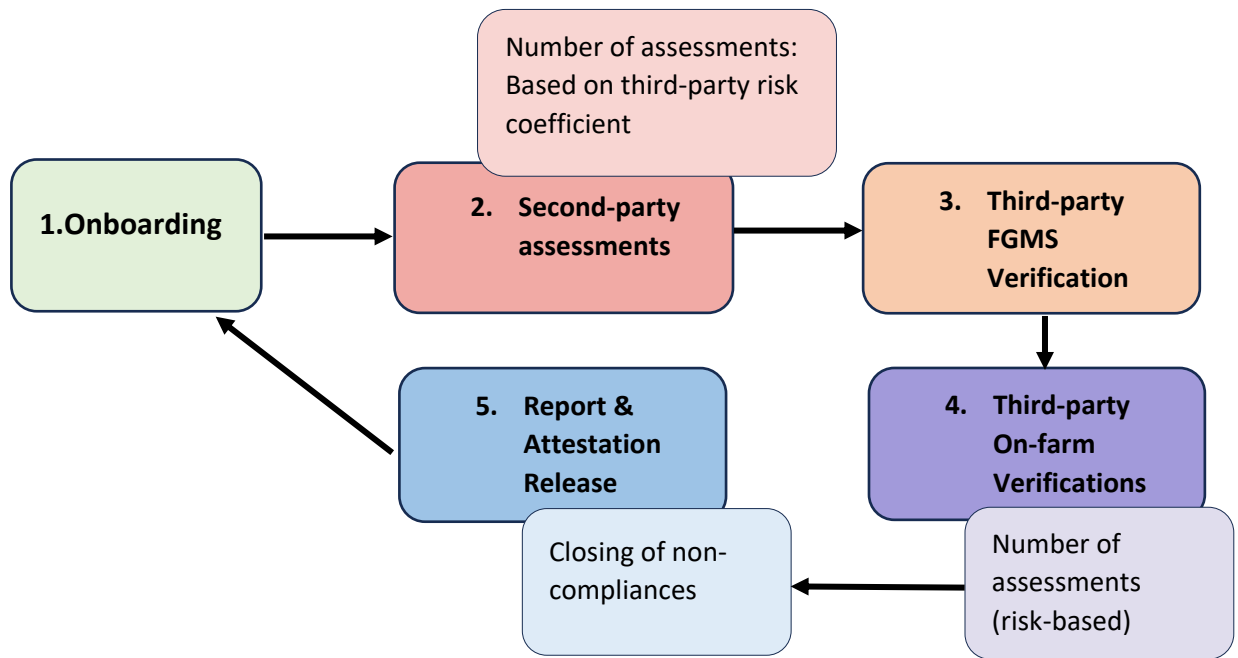 Number of assessments:
Based on third-party risk
coefficient
1.Onboarding
2. Second-party
assessments
3. Third-party
FGMS
Verification
4. Third-party
On-farm
Verifications
Number of
assessments
(risk-based)
5. Report &
Attestation
Release
Closing of non-
compliances